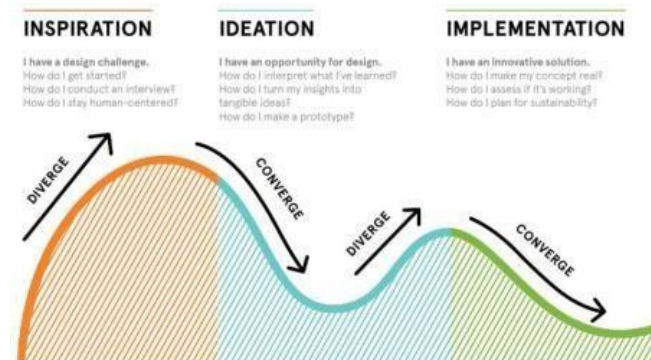 INSPIRATION
I have a design challenge.
How do I get started?
How do I conduct an interview?
How do I stay human-centered?
IDEATION
I have an opportunity for design.
How do I interpret what I've learned?
How do I turn my insights into
tangible ideas?
How do I make a prototype?
IMPLEMENTATION
I have an innovative solution.
How do I make my concept real?
How do I assess if it's working?
How do I plan for sustainability?
DIVERGE
CONVERGE
DIVERGE
CONVERGE